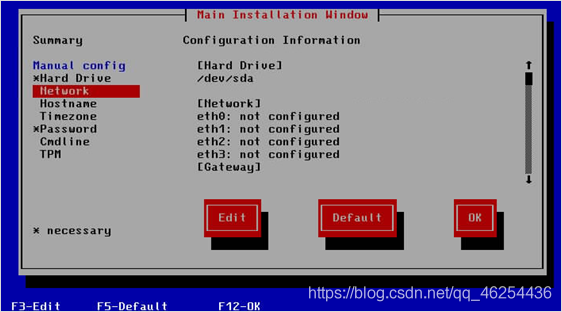 Main Installation Window
Summary
Configuration Information
Manual config
*Hard Drive
Network
Hostname
Timezone
*Password
Cmdline
TPM
[Hard Drive]
/dev/sda
[Network]
eth0: not configured
eth1: not configured
eth2: not configured
eth3: not configured
[Gateway]
Edit
Default
OK
* necessary
https://blog.csdn.net/qq_46254436
F3-Edit F5-Default F12-OK